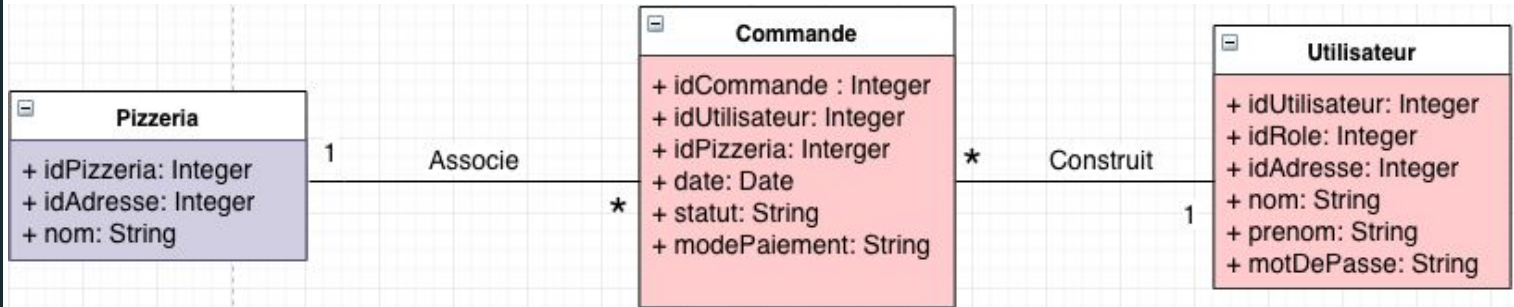 Pizzeria
+ idPizzeria: Integer
+ idAdresse: Integer
+ nom: String
1
Associe
*
Commande
+ idCommande : Integer
+ idUtilisateur: Integer
+ idPizzeria: Interger
+ date: Date
+ statut: String
+ modePaiement: String
*
Construit
1
Utilisateur
+ idUtilisateur: Integer
+ idRole: Integer
+ idAdresse: Integer
+ nom: String
+ prenom: String
+ motDePasse: String